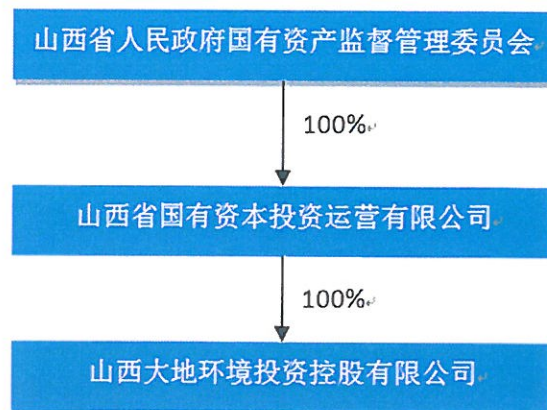 山西省人民政府国有资产监督管理委员会
100%
山西省国有资本投资运营有限公司
100%
山西大地环境投资控股有限公司